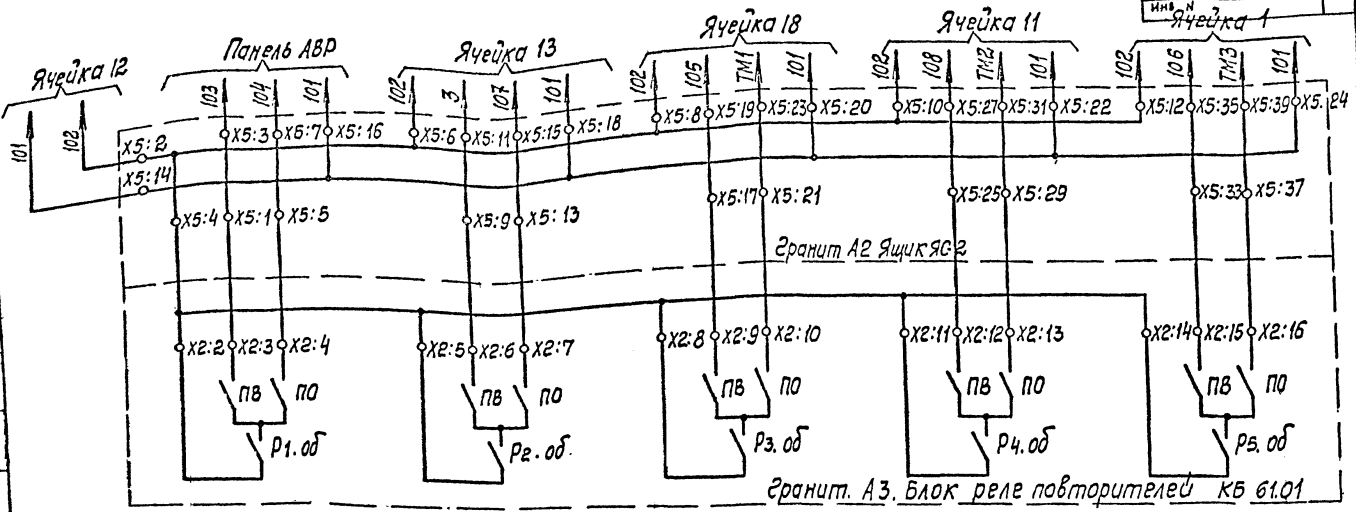 Инв. N
Ячейка 12
Панель АВР
Ячейка 13
Ячейка 18
Ячейка 11
Ячейка 1
101 102 103 104 101 102 3 107 101 102 105 ТМ1 101 102 108 ТМ2 101 102 106 ТМ3 101
X5:2 X5:3 X5:7 X5:16 X5:6 X5:11 X5:15 X5:18 X5:8 X5:19 X5:23 X5:20 X5:10 X5:27 X5:31 X5:22 X5:12 X5:35 X5:39 X5:24
X5:14
X5:4 X5:1 X5:5 X5:9 X5:13 X5:17 X5:21 X5:25 X5:29 X5:33 X5:37
Гранит А2 Ящик ЯС-2
X2:2 X2:3 X2:4 X2:5 X2:6 X2:7 X2:8 X2:9 X2:10 X2:11 X2:12 X2:13 X2:14 X2:15 X2:16
ПВ ПО ПВ ПО ПВ ПО ПВ ПО ПВ ПО
Р1.об Р2.об. Р3.об Р4.об Р5.об
Гранит. А3. Блок реле повторителей КБ 61.01